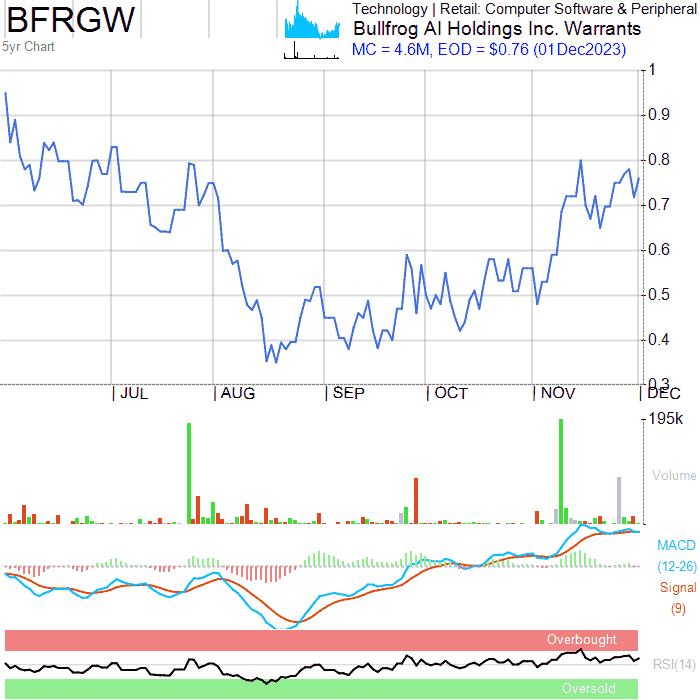 BFRGW
Technology | Retail: Computer Software & Peripheral
Bullfrog AI Holdings Inc. Warrants
5yr Chart
MC = 4.6M, EOD = $0.76 (01Dec2023)
1
0.9
0.8
0.7
0.6
0.5
0.4
0.3
JUL AUG SEP OCT NOV DEC
195k
Volume
MACD
(12-26)
Signal
(9)
Overbought
RSI(14)
Oversold